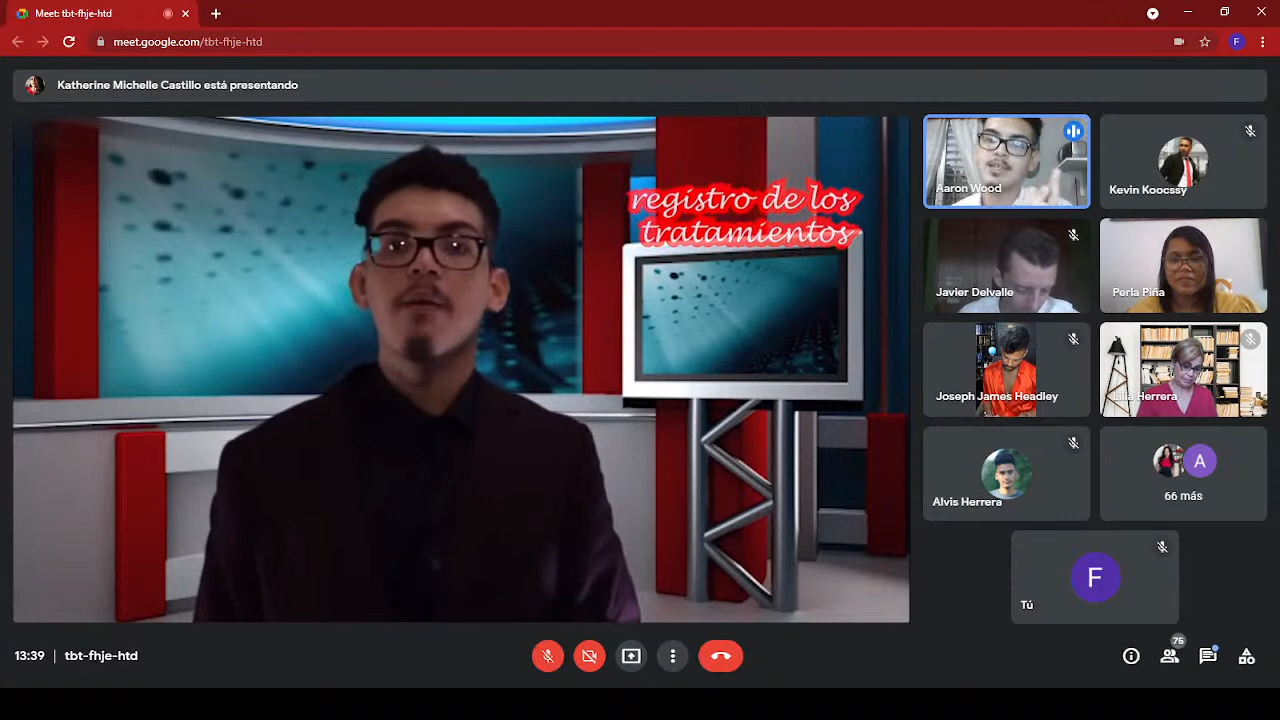 Meet: tbt-fhje-htd
meet.google.com/tbt-fhje-htd
F
Katherine Michelle Castillo está presentando
registro de los
tratamientos
Aaron Wood
Kevin Koocssy
Javier Delvalle
Perla Piña
Joseph James Headley
Lilia Herrera
Alvis Herrera
A
66 más
F
Tú
13:39 | tbt-fhje-htd
75